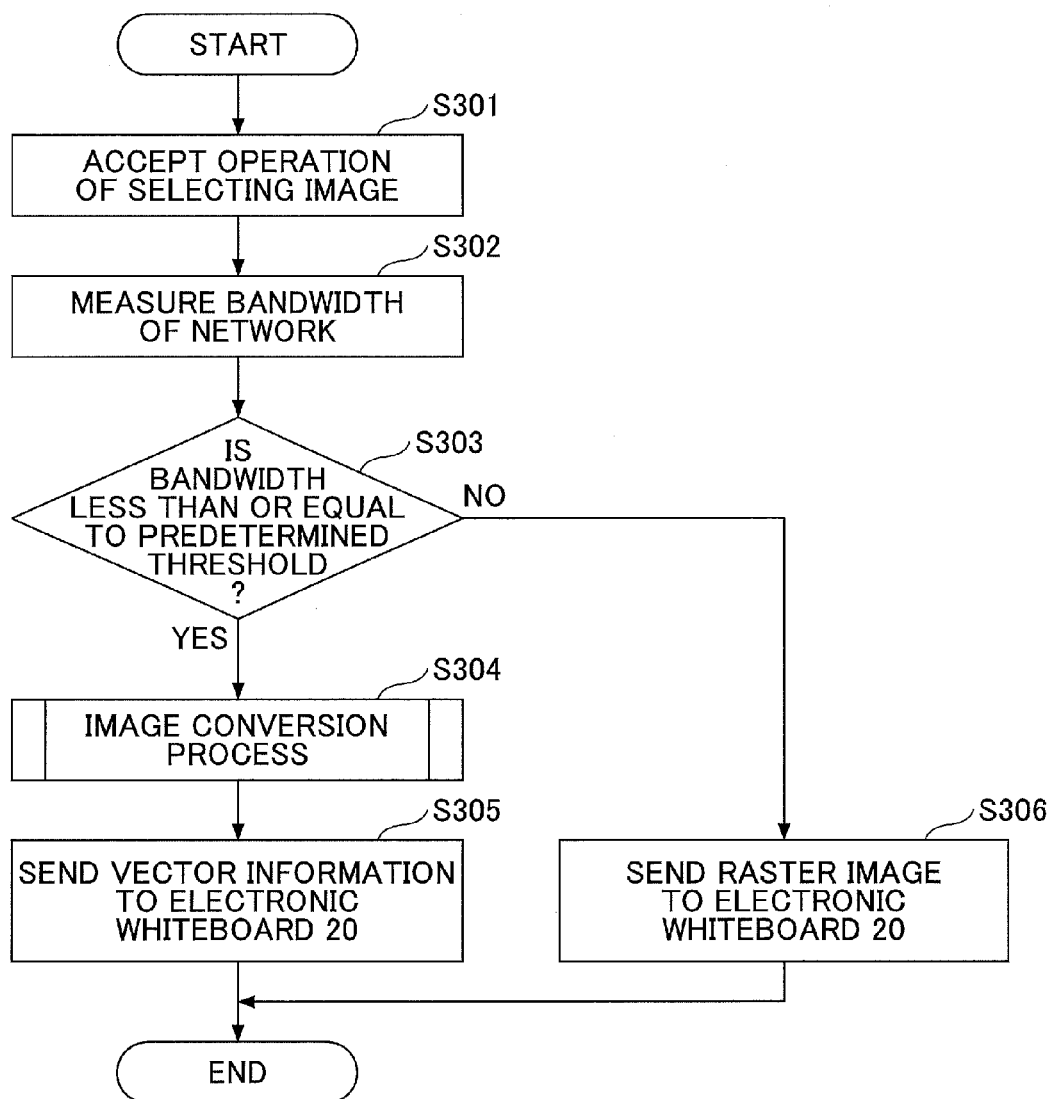 START
S301
ACCEPT OPERATION
OF SELECTING IMAGE
S302
MEASURE BANDWIDTH
OF NETWORK
S303
IS
BANDWIDTH
LESS THAN OR EQUAL
TO PREDETERMINED
THRESHOLD
?
NO
YES
S304
IMAGE CONVERSION
PROCESS
S305
SEND VECTOR INFORMATION
TO ELECTRONIC
WHITEBOARD 20
S306
SEND RASTER IMAGE
TO ELECTRONIC
WHITEBOARD 20
END